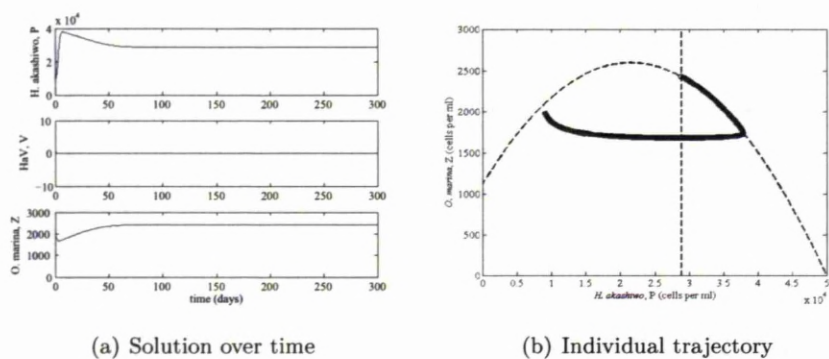 x 10⁴
4
2
0
H. akashiwo, P
0 50 100 150 200 250 300
10
0
-10
HaV, V
0 50 100 150 200 250 300
3000
2000
1000
0
O. marina, Z
0 50 100 150 200 250 300
time (days)
(a) Solution over time
3000
2500
2000
1500
1000
500
0
O. marina, Z (cells per ml)
0 0.5 1 1.5 2 2.5 3 3.5 4 4.5 5
H. akashiwo, P (cells per ml)
x 10⁴
(b) Individual trajectory